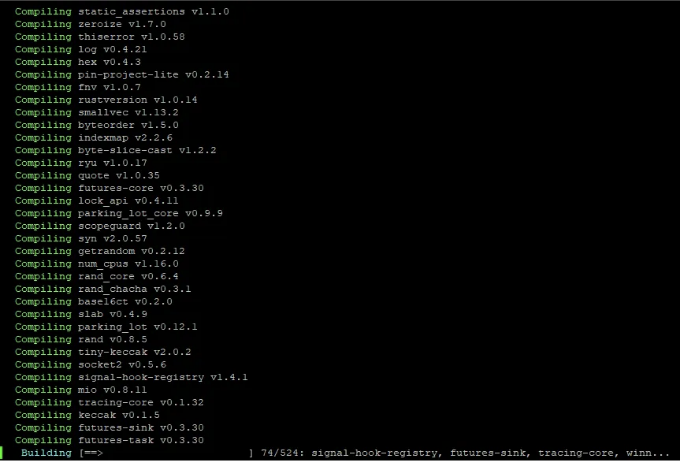 Compiling static_assertions v1.1.0
Compiling zeroize v1.7.0
Compiling thiserror v1.0.58
Compiling log v0.4.21
Compiling hex v0.4.3
Compiling pin-project-lite v0.2.14
Compiling fnv v1.0.7
Compiling rustversion v1.0.14
Compiling smallvec v1.13.2
Compiling byteorder v1.5.0
Compiling indexmap v2.2.6
Compiling byte-slice-cast v1.2.2
Compiling ryu v1.0.17
Compiling quote v1.0.35
Compiling futures-core v0.3.30
Compiling lock_api v0.4.11
Compiling parking_lot_core v0.9.9
Compiling scopeguard v1.2.0
Compiling syn v2.0.57
Compiling getrandom v0.2.12
Compiling num_cpus v1.16.0
Compiling rand_core v0.6.4
Compiling rand_chacha v0.3.1
Compiling base16ct v0.2.0
Compiling slab v0.4.9
Compiling parking_lot v0.12.1
Compiling rand v0.8.5
Compiling tiny-keccak v2.0.2
Compiling socket2 v0.5.6
Compiling signal-hook-registry v1.4.1
Compiling mio v0.8.11
Compiling tracing-core v0.1.32
Compiling keccak v0.1.5
Compiling futures-sink v0.3.30
Compiling futures-task v0.3.30
Building [==>                       ] 74/524: signal-hook-registry, futures-sink, tracing-core, winn...